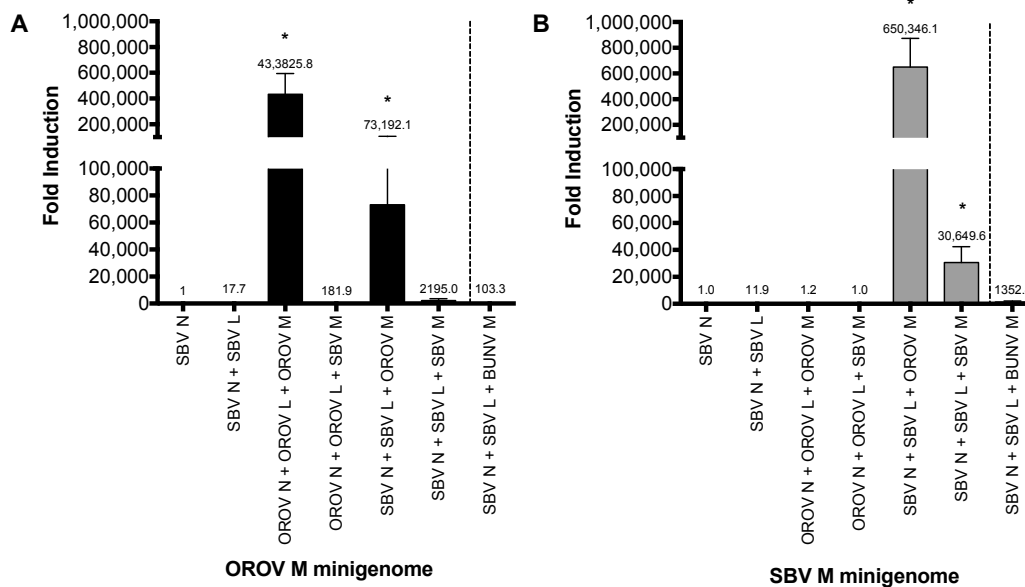 A
Fold Induction
1,000,000
800,000
600,000
400,000
200,000
100,000
80,000
60,000
40,000
20,000
0
1
17.7
*
43,3825.8
181.9
*
73,192.1
2195.0
103.3
SBV N
SBV N + SBV L
OROV N + OROV L + OROV M
OROV N + OROV L + SBV M
SBV N + SBV L + OROV M
SBV N + SBV L + SBV M
SBV N + SBV L + BUNV M
OROV M minigenome
B
Fold Induction
1,000,000
800,000
600,000
400,000
200,000
100,000
80,000
60,000
40,000
20,000
0
1.0
11.9
1.2
1.0
*
650,346.1
*
30,649.6
1352.
SBV N
SBV N + SBV L
OROV N + OROV L + OROV M
OROV N + OROV L + SBV M
SBV N + SBV L + OROV M
SBV N + SBV L + SBV M
SBV N + SBV L + BUNV M
SBV M minigenome